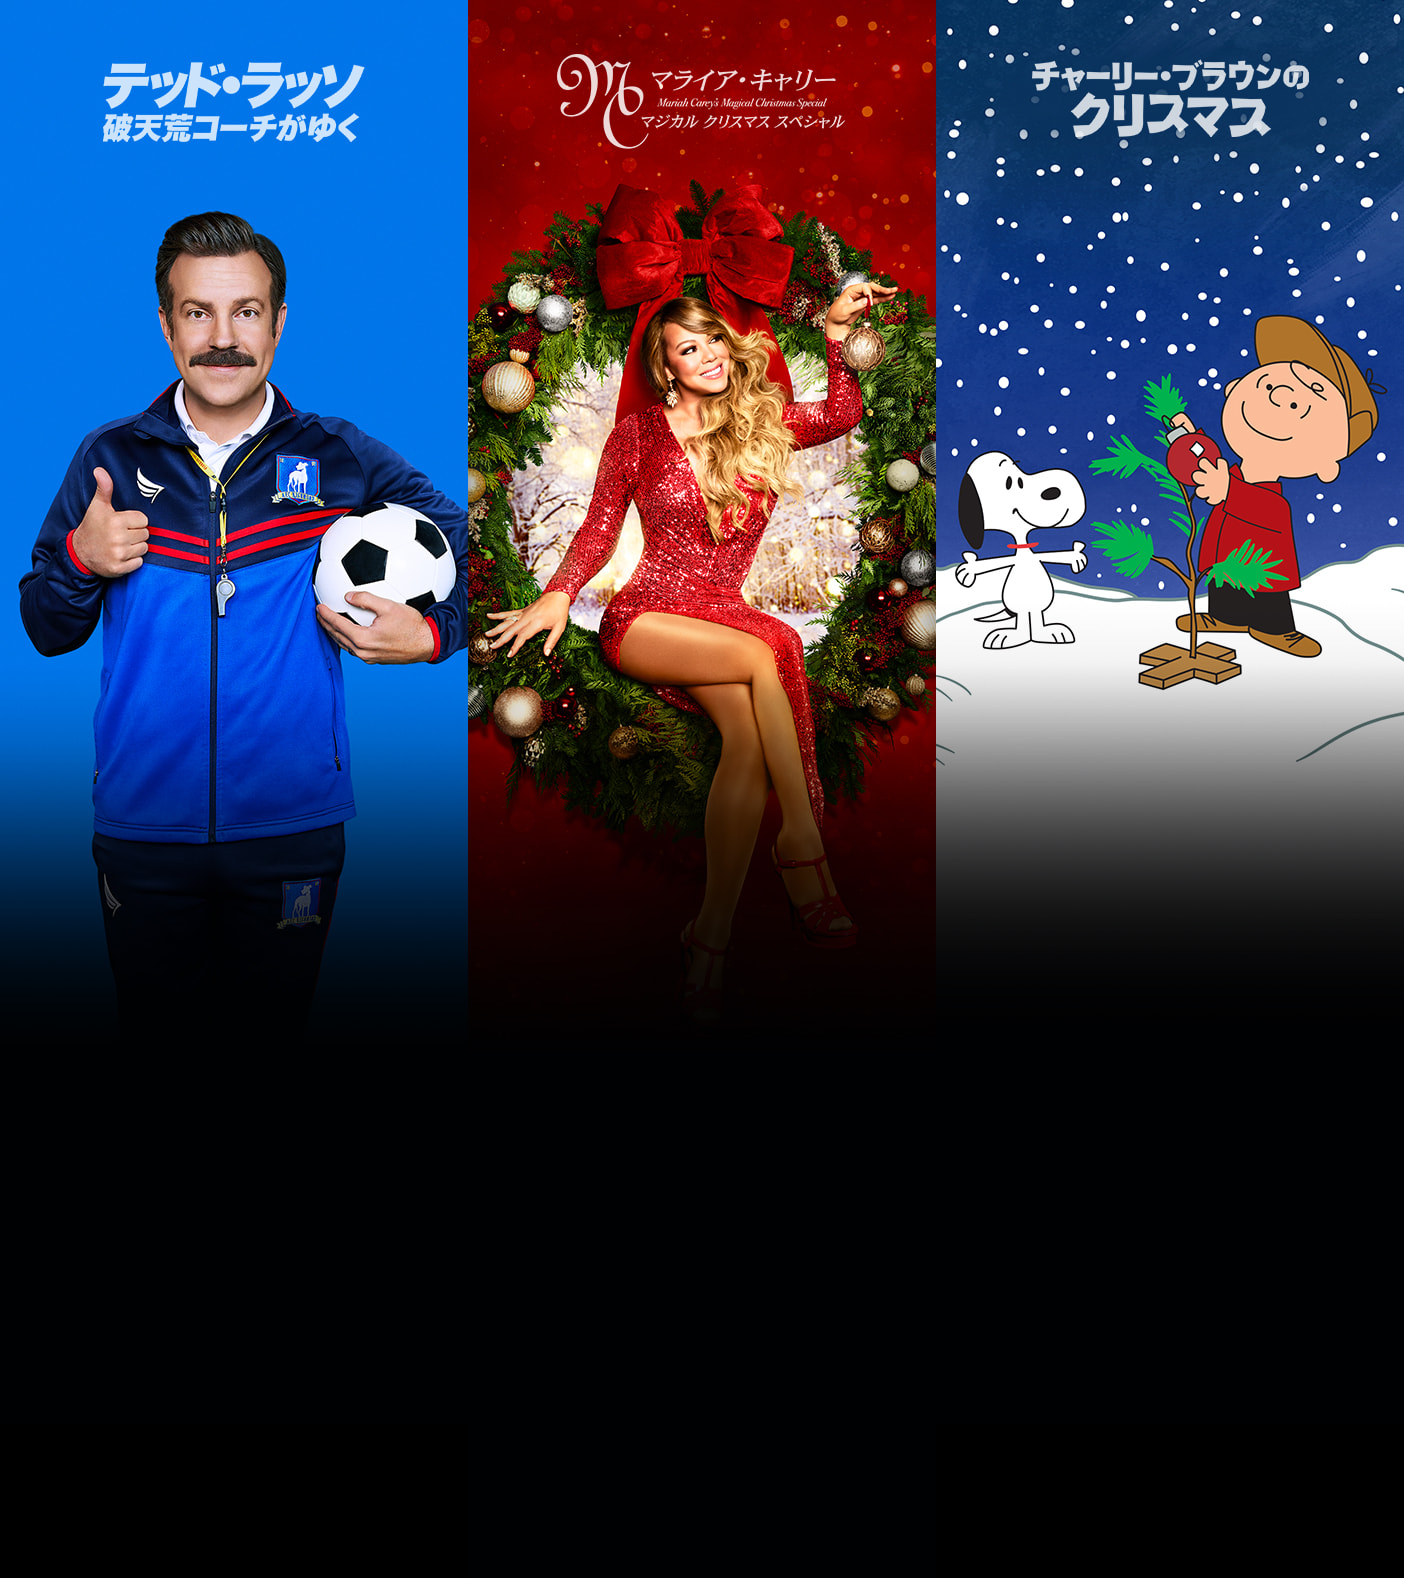 テッド・ラッソ
破天荒コーチがゆく
MC
マライア・キャリー
Mariah Carey's Magical Christmas Special
マジカル クリスマス スペシャル
チャーリー・ブラウンの
クリスマス